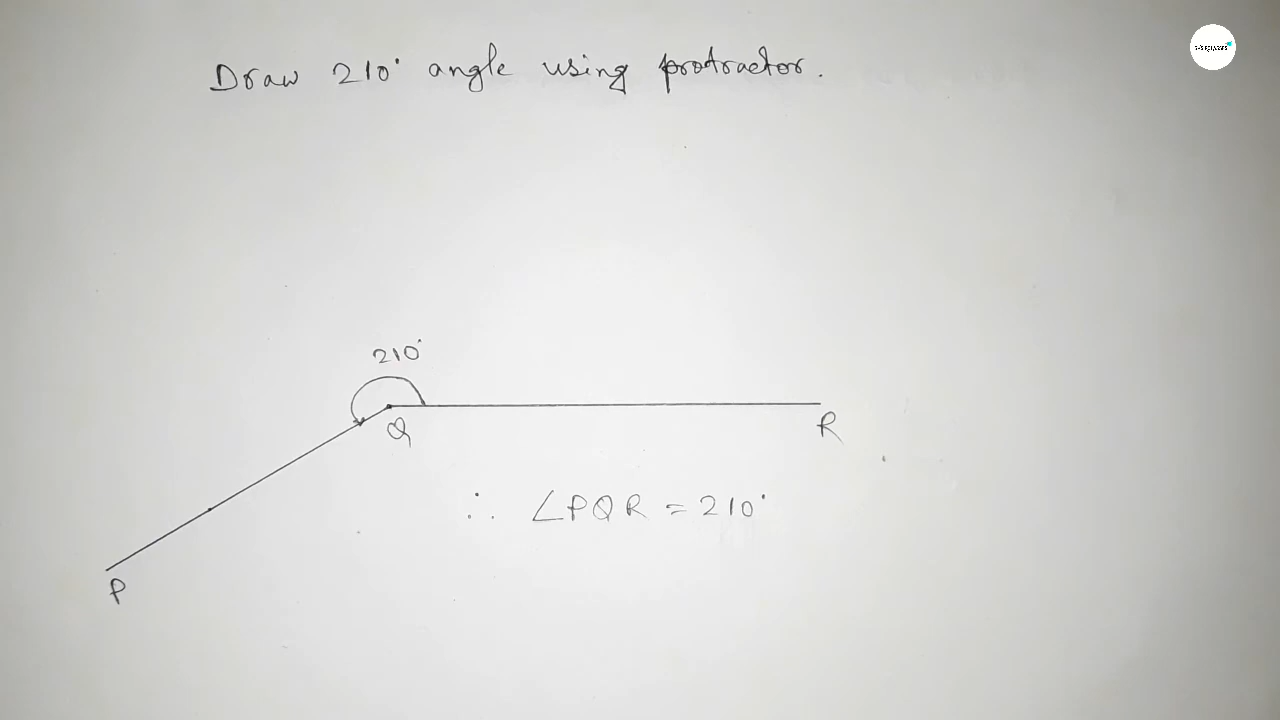 Draw 210° angle using protractor.
210°
Q
R
∴ ∠PQR = 210°
P